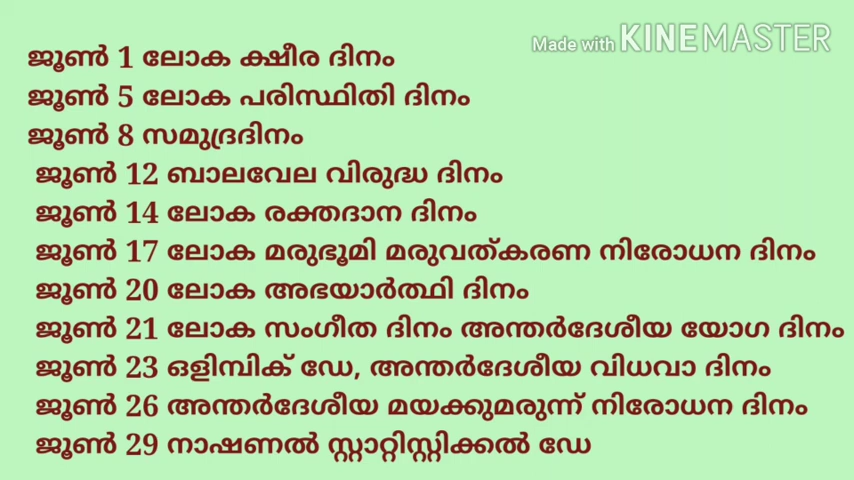 Made with KINEMASTER
ജൂൺ 1 ലോക ക്ഷീര ദിനം
ജൂൺ 5 ലോക പരിസ്ഥിതി ദിനം
ജൂൺ 8 സമുദ്രദിനം
ജൂൺ 12 ബാലവേല വിരുദ്ധ ദിനം
ജൂൺ 14 ലോക രക്തദാന ദിനം
ജൂൺ 17 ലോക മരുഭൂമി മരുവത്കരണ നിരോധന ദിനം
ജൂൺ 20 ലോക അഭയാർത്ഥി ദിനം
ജൂൺ 21 ലോക സംഗീത ദിനം അന്തർദേശീയ യോഗ ദിനം
ജൂൺ 23 ഒളിമ്പിക് ഡേ, അന്തർദേശീയ വിധവാ ദിനം
ജൂൺ 26 അന്തർദേശീയ മയക്കുമരുന്ന് നിരോധന ദിനം
ജൂൺ 29 നാഷണൽ സ്റ്റാറ്റിസ്റ്റിക്കൽ ഡേ